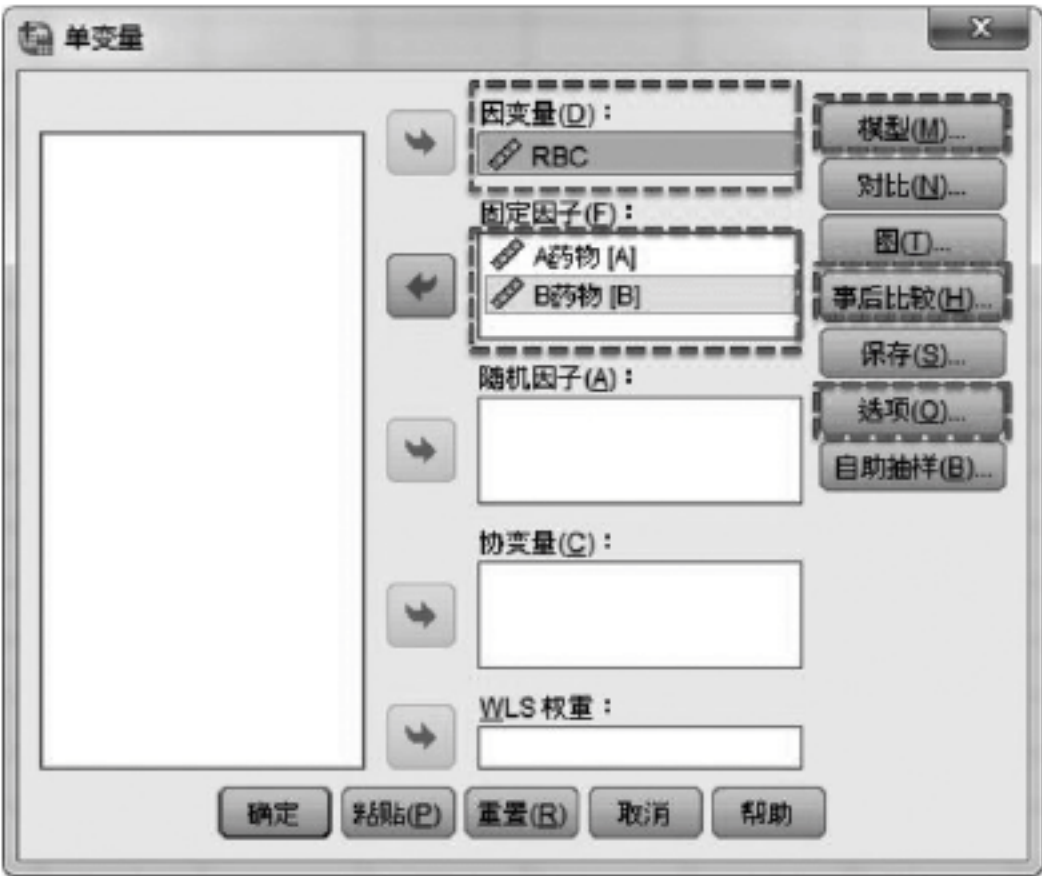 单变量
因变量(D)：
RBC
固定因子(F)：
A药物 [A]
B药物 [B]
随机因子(A)：
协变量(C)：
WLS 权重：
模型(M)...
对比(N)...
图(T)...
事后比较(H)...
保存(S)...
选项(O)...
自助抽样(B)...
确定
粘贴(P)
重置(R)
取消
帮助